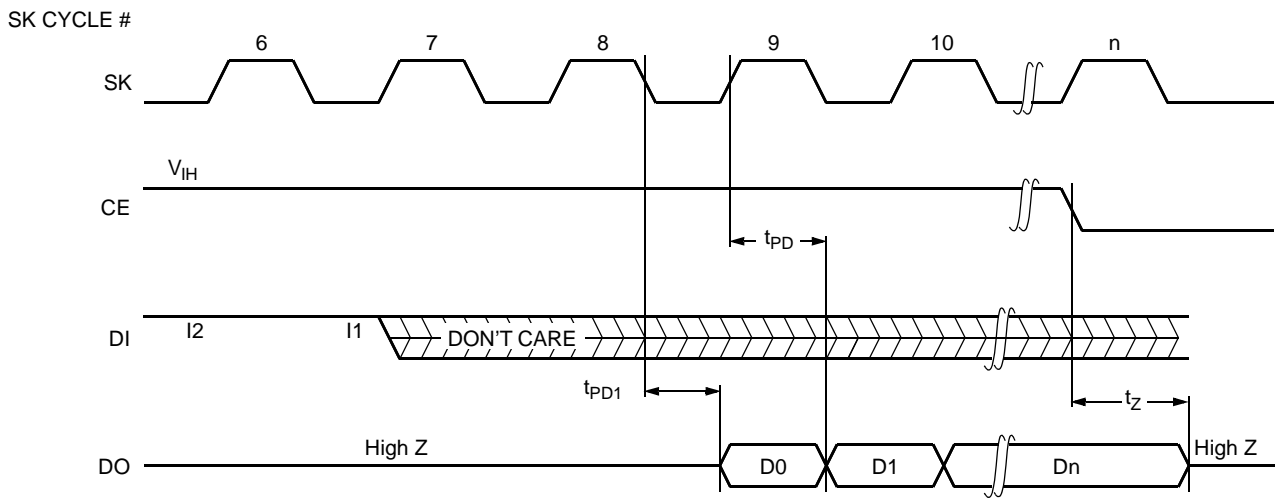 SK CYCLE #
6 7 8 9 10 n
SK
VIH
CE
tPD
DI
I2 I1 DON'T CARE
tPD1
tZ
DO
High Z D0 D1 Dn High Z